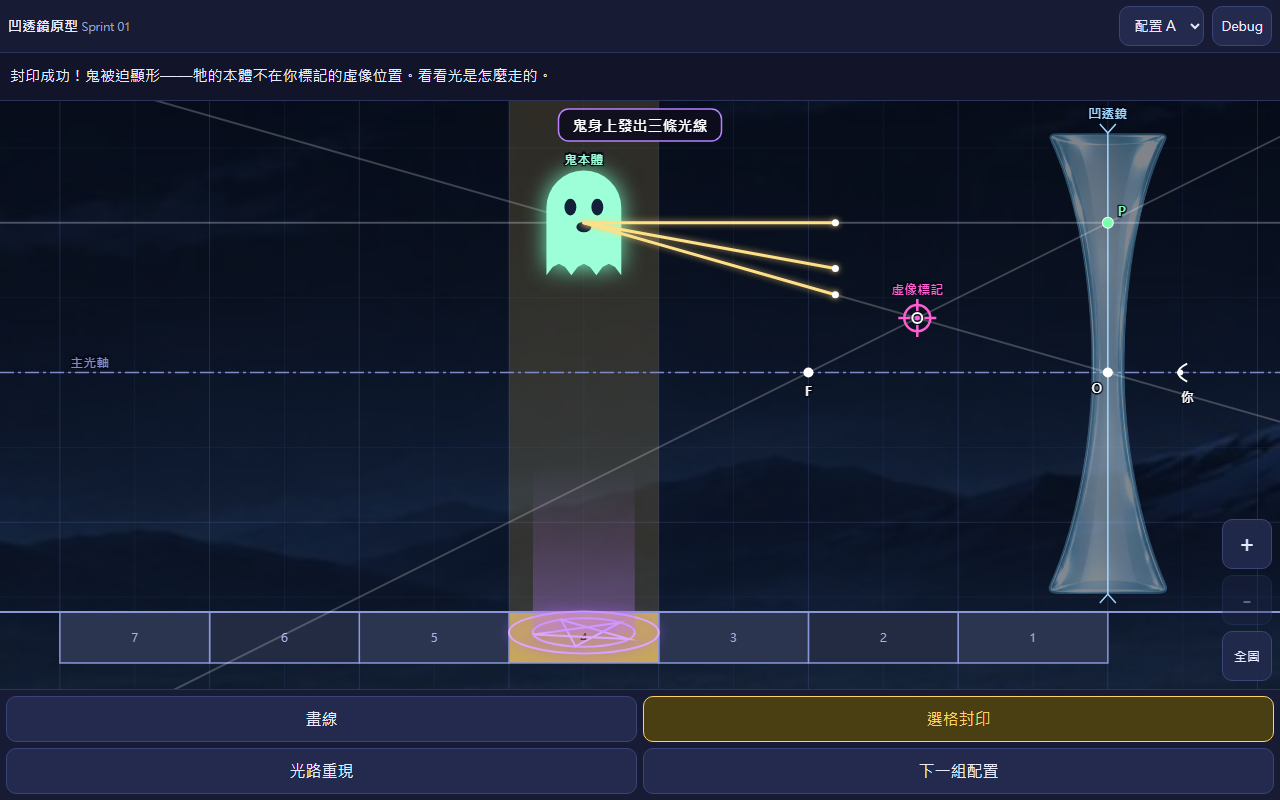 凹透鏡原型 Sprint 01
配置 A
Debug
封印成功！鬼被迫顯形——牠的本體不在你標記的虛像位置。看看光是怎麼走的。
鬼身上發出三條光線
凹透鏡
鬼本體
P
虛像標記
主光軸
F
O
你
+
−
全圖
7
6
5
4
3
2
1
畫線
選格封印
光路重現
下一組配置